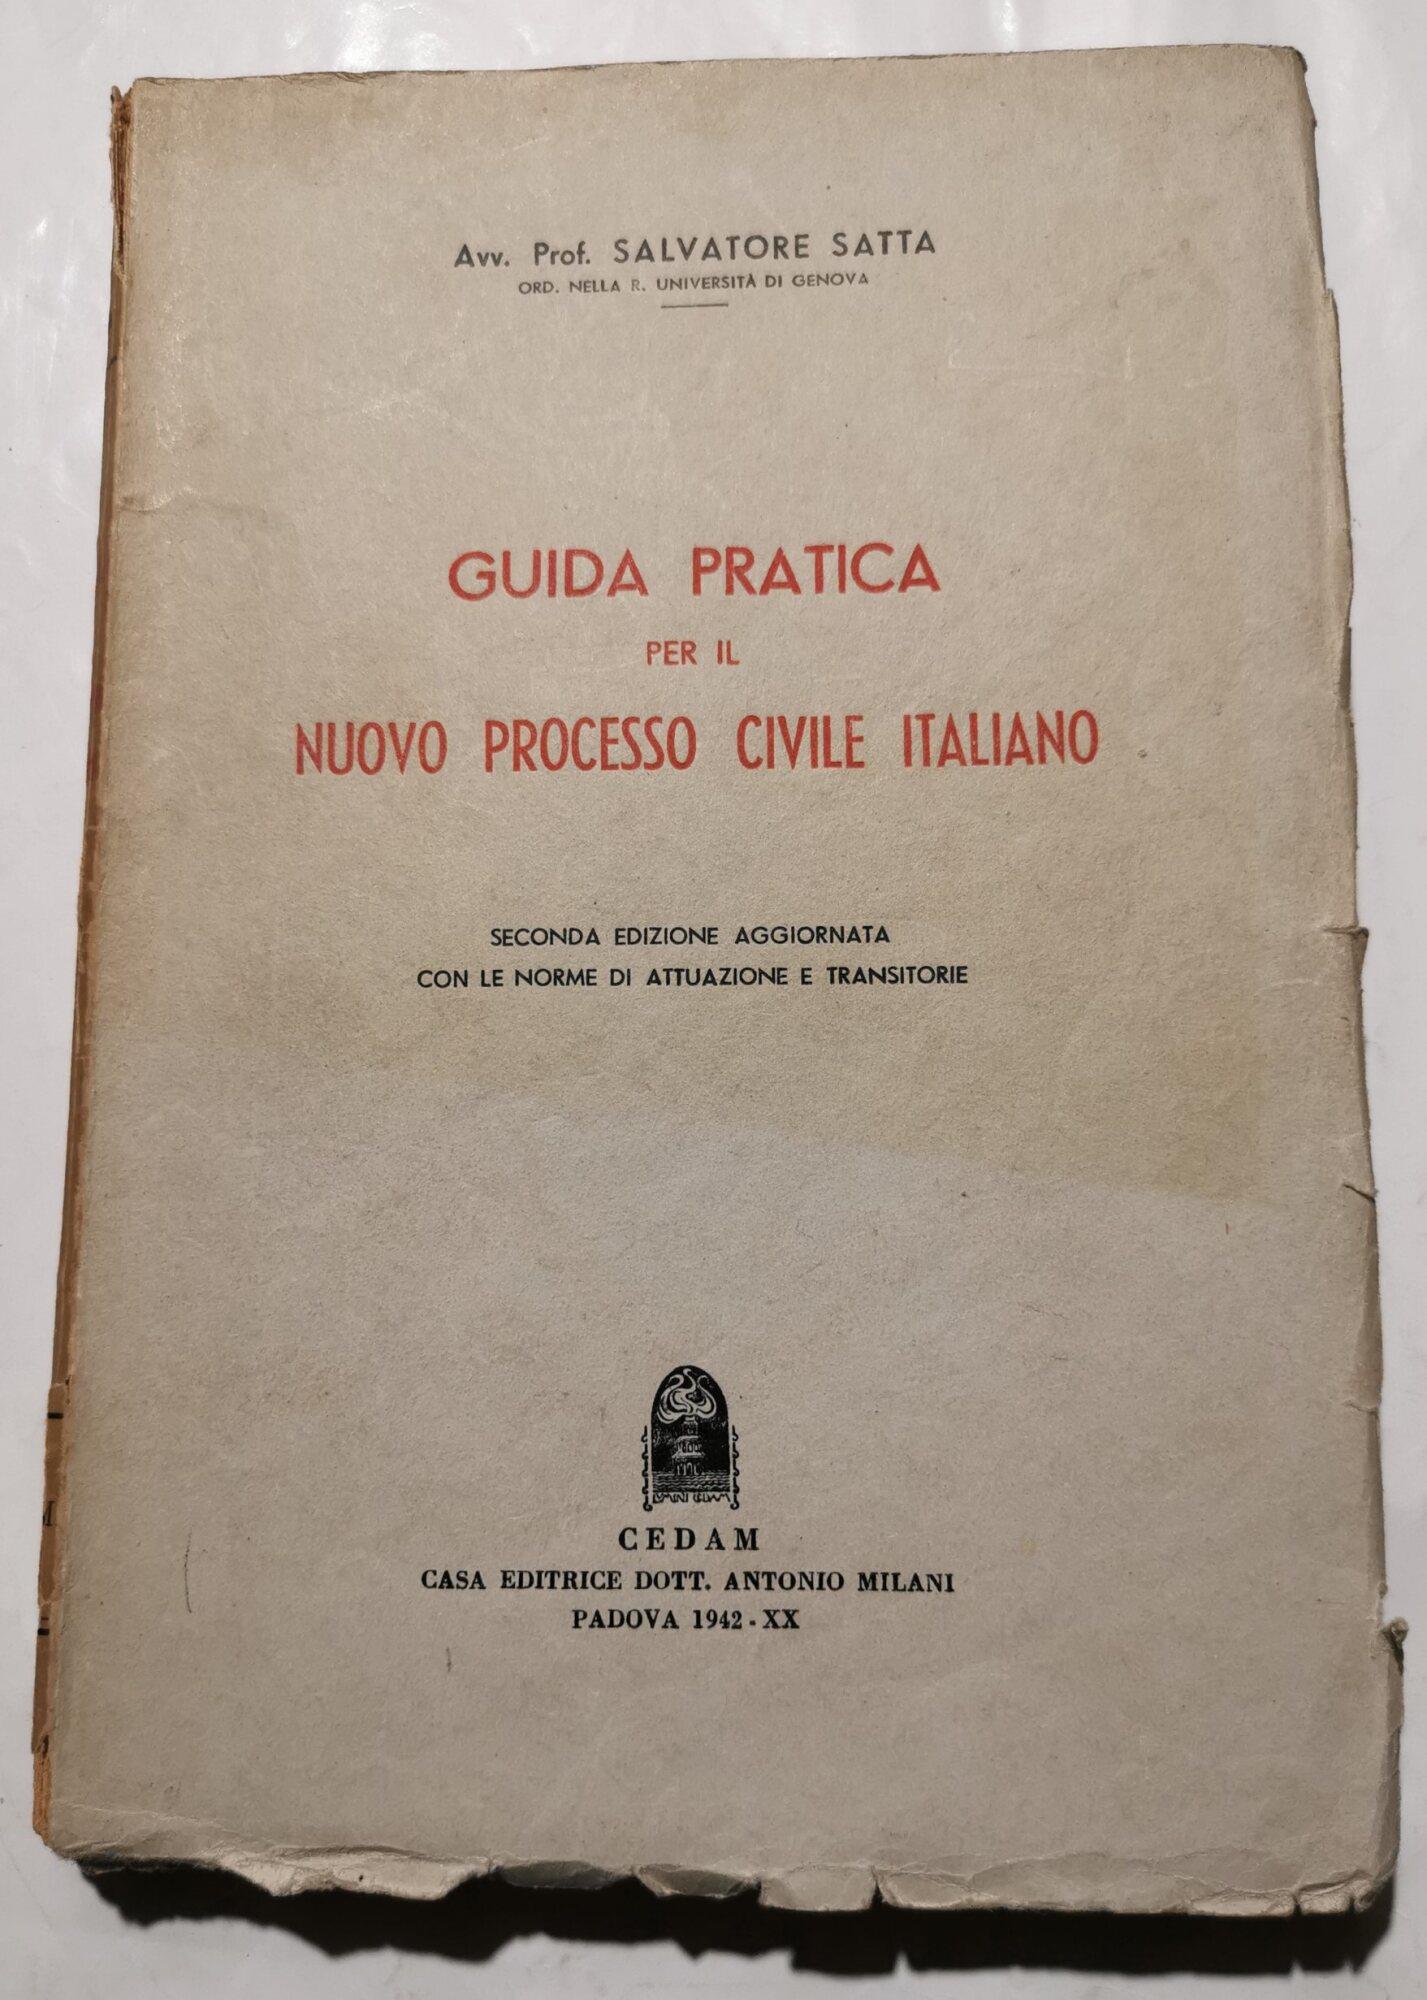 Avv. Prof. SALVATORE SATTA
ORD. NELLA R. UNIVERSITÀ DI GENOVA
GUIDA PRATICA
PER IL
NUOVO PROCESSO CIVILE ITALIANO
SECONDA EDIZIONE AGGIORNATA
CON LE NORME DI ATTUAZIONE E TRANSITORIE
CEDAM
CASA EDITRICE DOTT. ANTONIO MILANI
PADOVA 1942 - XX